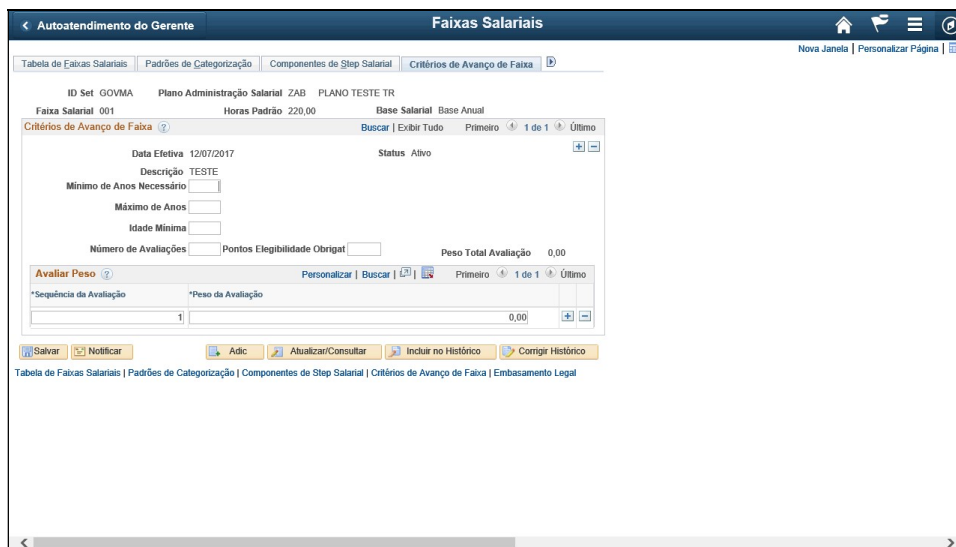 Autoatendimento do Gerente
Faixas Salariais
Nova Janela | Personalizar Página |
Tabela de Faixas Salariais Padrões de Categorização Componentes de Step Salarial Critérios de Avanço de Faixa
ID Set GOVMA Plano Administração Salarial ZAB PLANO TESTE TR
Faixa Salarial 001 Horas Padrão 220,00 Base Salarial Base Anual
Critérios de Avanço de Faixa ? Buscar | Exibir Tudo Primeiro 1 de 1 Último
Data Efetiva 12/07/2017 Status Ativo
Descrição TESTE
Mínimo de Anos Necessário
Máximo de Anos
Idade Mínima
Número de Avaliações Pontos Elegibilidade Obrigat Peso Total Avaliação 0,00
Avaliar Peso ? Personalizar | Buscar | | Primeiro 1 de 1 Último
*Sequência da Avaliação *Peso da Avaliação
1 0,00
Salvar Notificar Adic Atualizar/Consultar Incluir no Histórico Corrigir Histórico
Tabela de Faixas Salariais | Padrões de Categorização | Componentes de Step Salarial | Critérios de Avanço de Faixa | Embasamento Legal